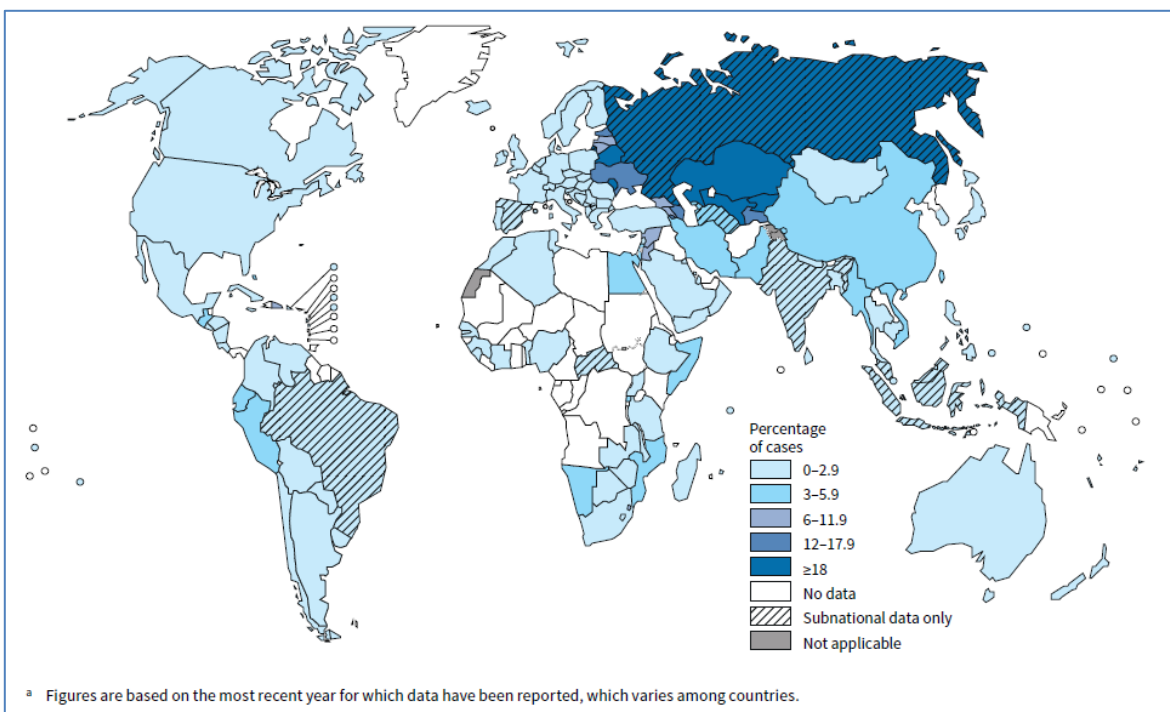 Percentage
of cases
0–2.9
3–5.9
6–11.9
12–17.9
≥18
No data
Subnational data only
Not applicable
a Figures are based on the most recent year for which data have been reported, which varies among countries.